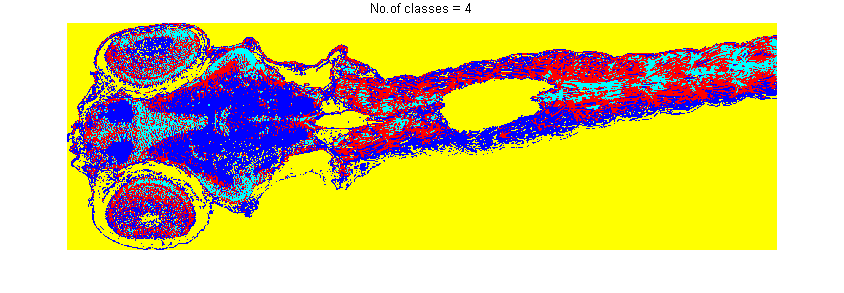 No.of classes = 4